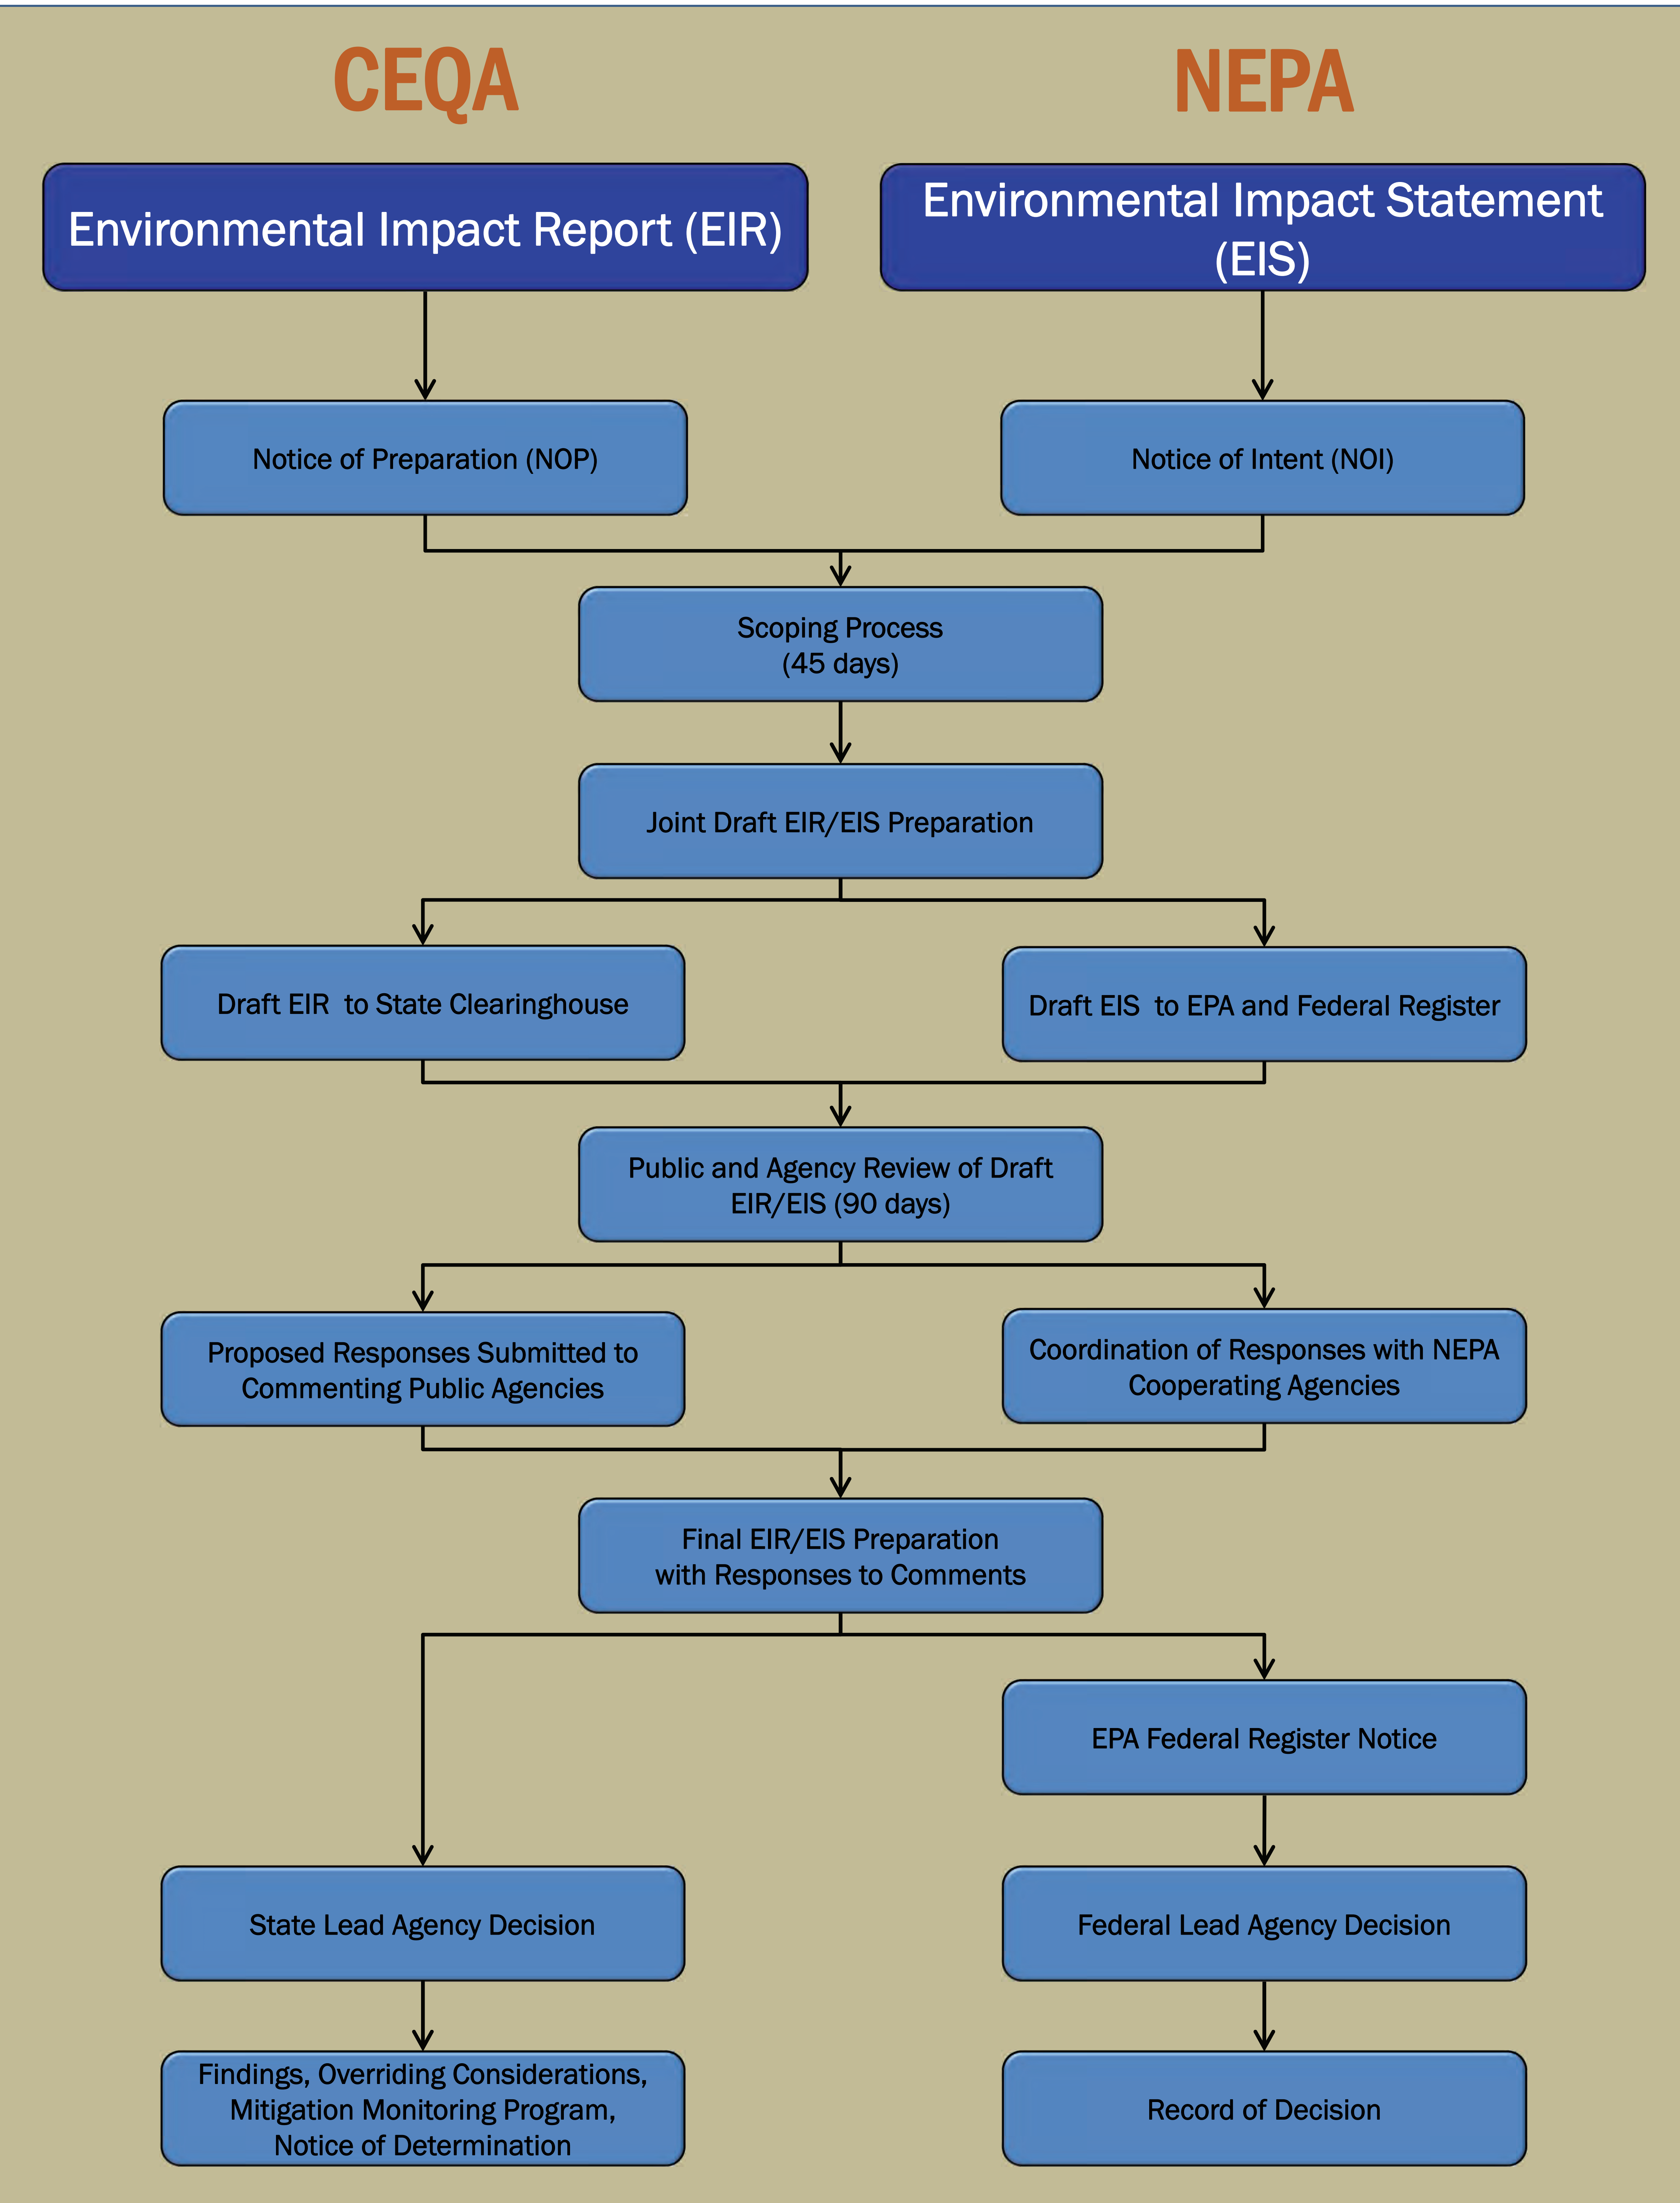 CEQA
NEPA
Environmental Impact Report (EIR)
Environmental Impact Statement
(EIS)
Notice of Preparation (NOP)
Notice of Intent (NOI)
Scoping Process
(45 days)
Joint Draft EIR/EIS Preparation
Draft EIR to State Clearinghouse
Draft EIS to EPA and Federal Register
Public and Agency Review of Draft
EIR/EIS (90 days)
Proposed Responses Submitted to
Commenting Public Agencies
Coordination of Responses with NEPA
Cooperating Agencies
Final EIR/EIS Preparation
with Responses to Comments
EPA Federal Register Notice
State Lead Agency Decision
Federal Lead Agency Decision
Findings, Overriding Considerations,
Mitigation Monitoring Program,
Notice of Determination
Record of Decision